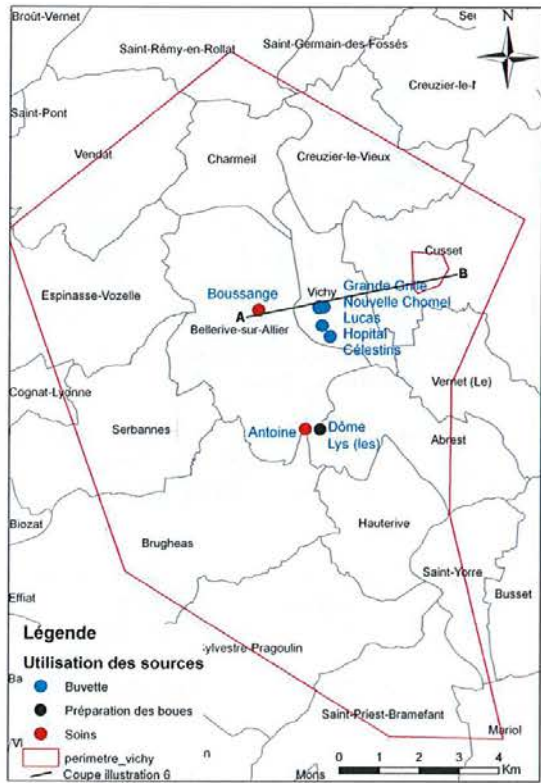 Broût-Vernet
Saint-Rémy-en-Rollat
Saint-Germain-des-Fossés
N
Creuzier-le-
Saint-Pont
Vendat
Charmeil
Creuzier-le-Vieux
Cusset
Espinasse-Vozelle
Boussange
Vichy
Grande Grille
Nouvelle Chomel
Lucas
Hopital
Célestins
A
B
Bellerive-sur-Allier
Cognat-Lyonne
Serbannes
Vernet (Le)
Antoine
Dôme
Lys (les)
Abrest
Biozat
Brugheas
Hauterive
Saint-Yorre
Busset
Effiat
Légende
Sylvestre-Pragoulin
Utilisation des sources
Ba
Buvette
Préparation des boues
Soins
Saint-Priest-Bramefant
Mariol
perimetre_vichy
Coupe illustration 6
n
Mons
0 1 2 3 4
Km